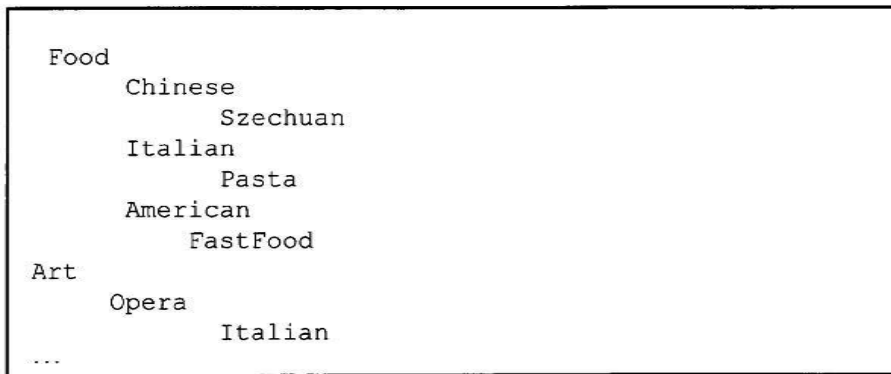 Food
Chinese
Szechuan
Italian
Pasta
American
FastFood
Art
Opera
Italian
...